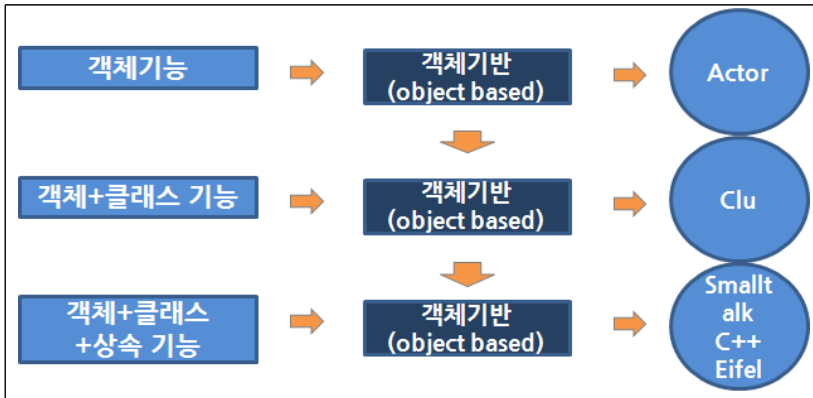 객체기능
객체기반
(object based)
Actor
객체+클래스 기능
객체기반
(object based)
Clu
객체+클래스
+상속 기능
객체기반
(object based)
Smallt
alk
C++
Eifel